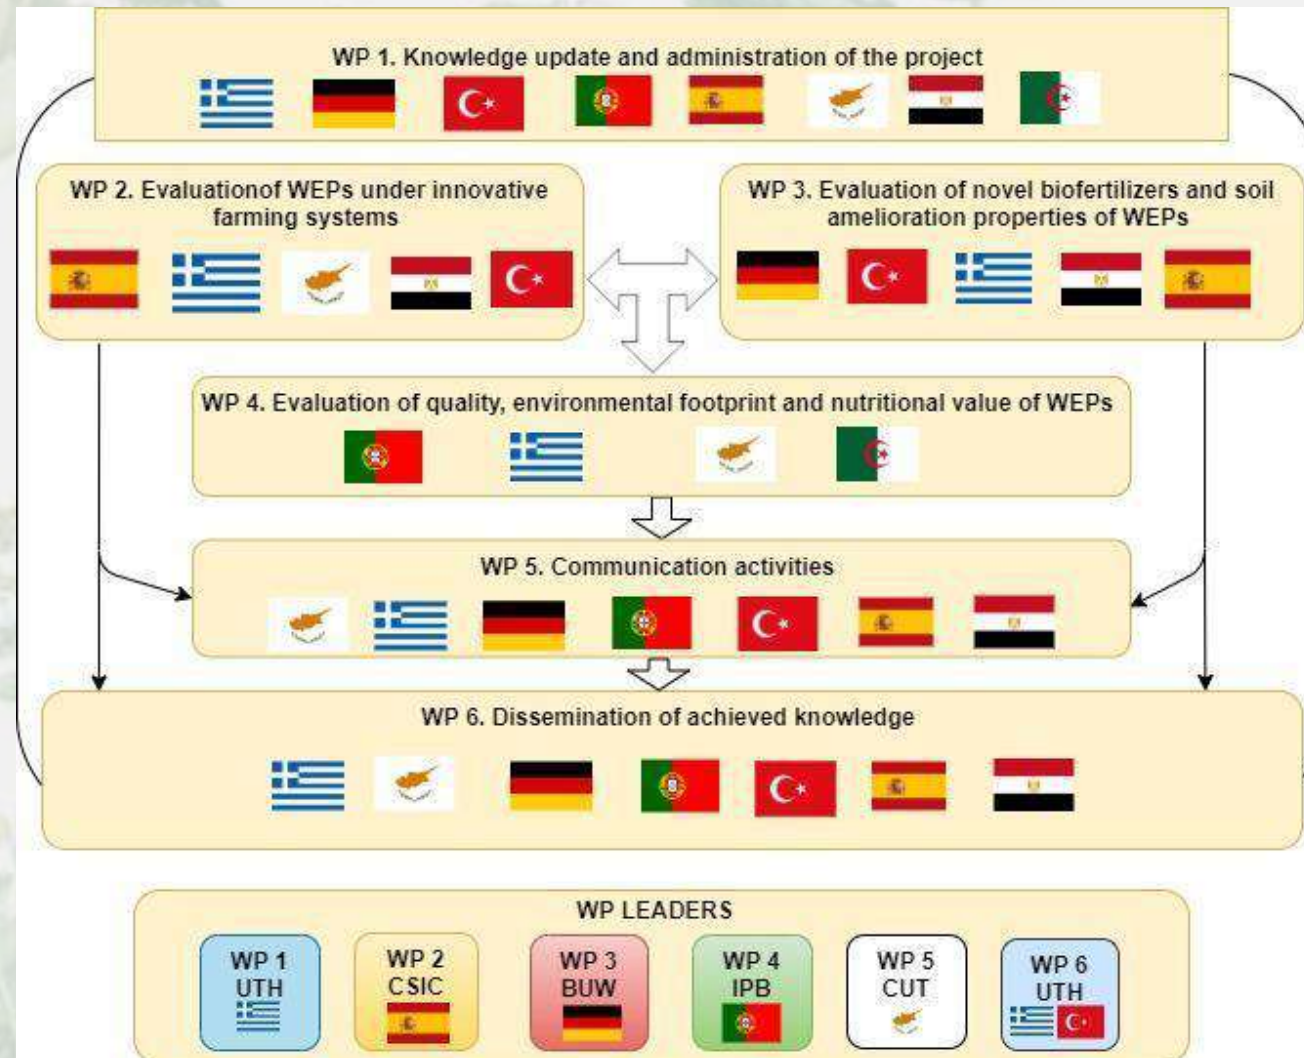 WP 1. Knowledge update and administration of the project
WP 2. Evaluationof WEPs under innovative
farming systems
WP 3. Evaluation of novel biofertilizers and soil
amelioration properties of WEPs
WP 4. Evaluation of quality, environmental footprint and nutritional value of WEPs
WP 5. Communication activities
WP 6. Dissemination of achieved knowledge
WP LEADERS
WP 1
UTH
WP 2
CSIC
WP 3
BUW
WP 4
IPB
WP 5
CUT
WP 6
UTH